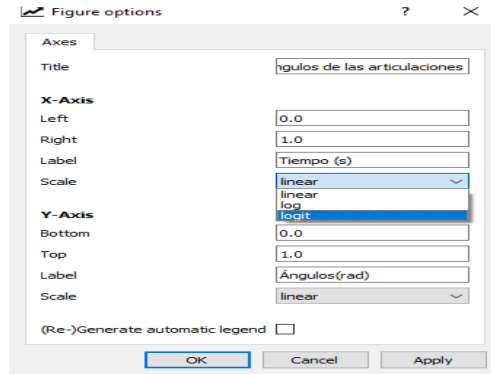 Figure options ? ×
Axes
Title ngulos de las articulaciones
X-Axis
Left 0.0
Right 1.0
Label Tiempo (s)
Scale linear
linear
log
logit
Y-Axis
Bottom 0.0
Top 1.0
Label Ángulos(rad)
Scale linear
(Re-)Generate automatic legend
OK Cancel Apply